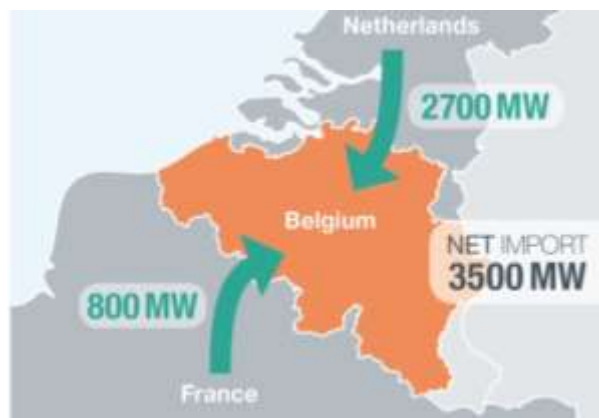 Netherlands
2700 MW
Belgium
NET IMPORT
3500 MW
800 MW
France